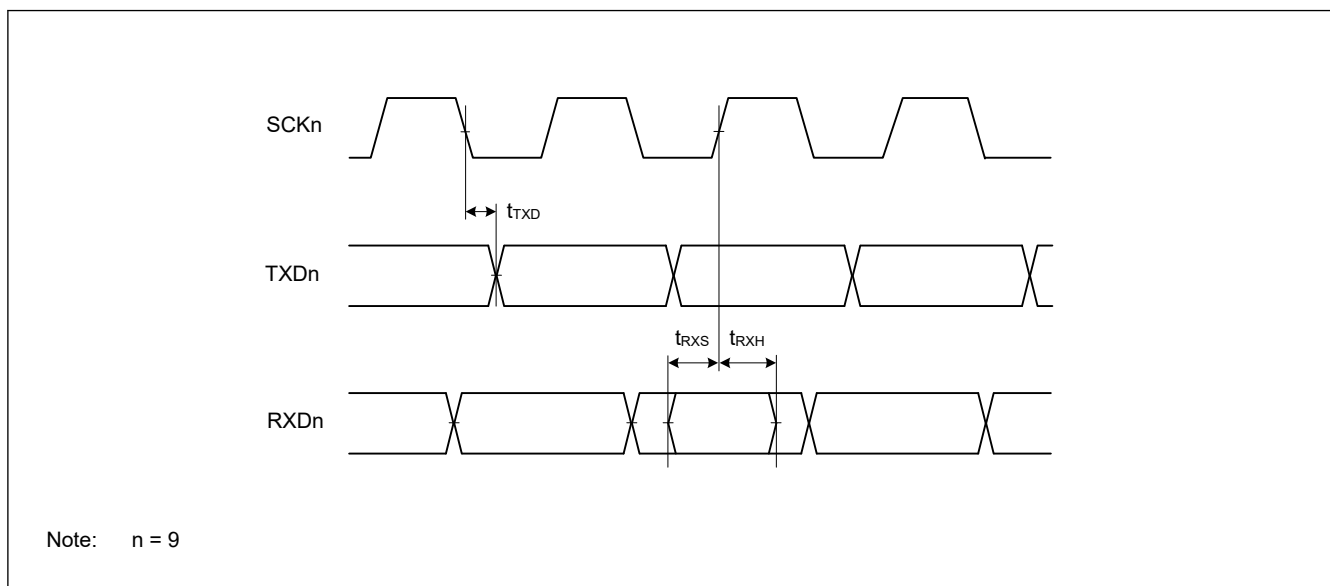 SCKn
tTXD
TXDn
tRXS tRXH
RXDn
Note: n = 9